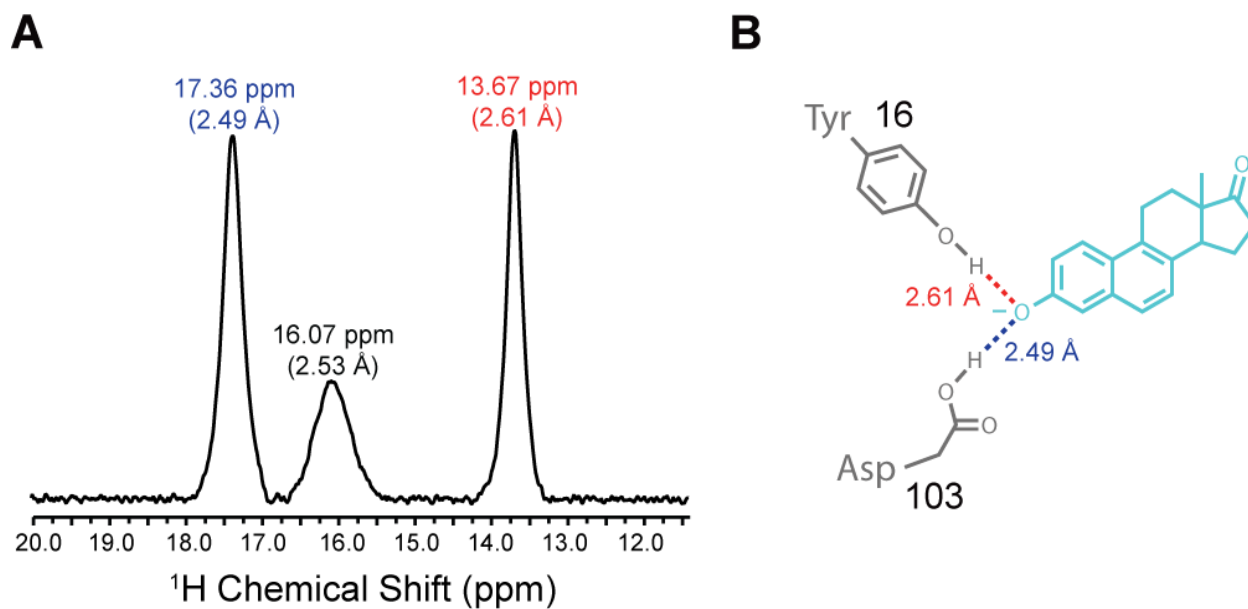 A
17.36 ppm
(2.49 Å)
13.67 ppm
(2.61 Å)
16.07 ppm
(2.53 Å)
20.0 19.0 18.0 17.0 16.0 15.0 14.0 13.0 12.0
¹H Chemical Shift (ppm)
B
Tyr 16
O
O
H
2.61 Å
–O
2.49 Å
H
O
O
Asp
103